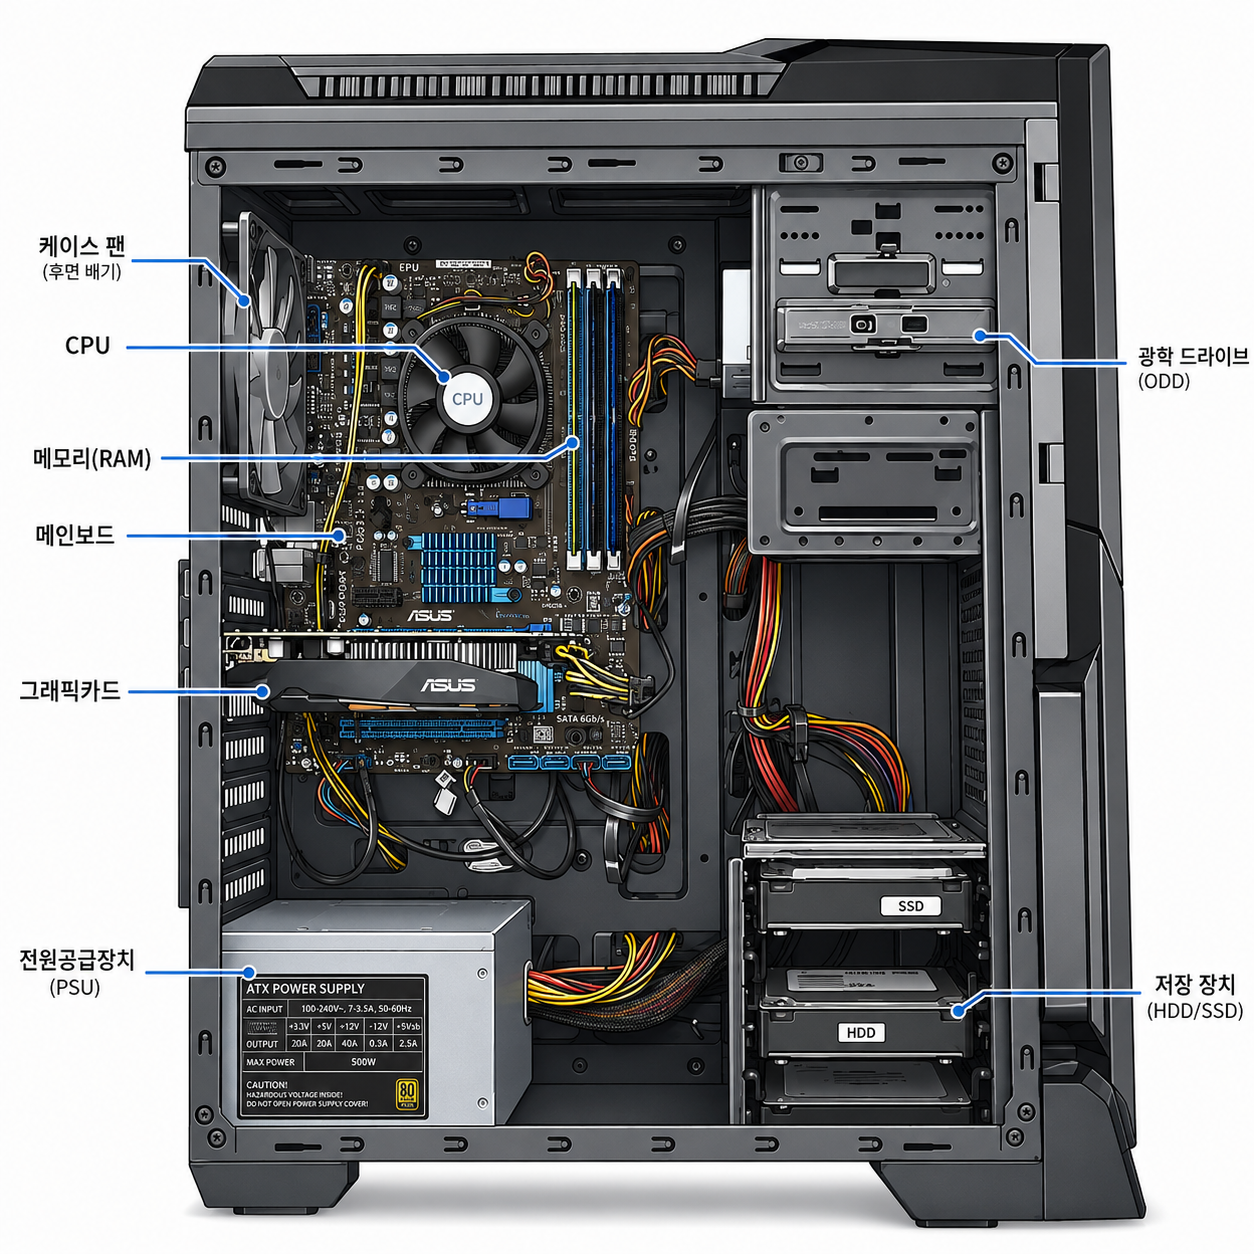 케이스 팬
(후면 배기)
CPU
메모리(RAM)
메인보드
그래픽카드
전원공급장치
(PSU)
광학 드라이브
(ODD)
저장 장치
(HDD/SSD)
EPU
CPU
ASUS
ASUS
SATA 6Gb/s
SSD
HDD
ATX POWER SUPPLY
AC INPUT 100-240V~, 7-3.5A, 50-60Hz
+3.3V +5V +12V -12V +5Vsb
OUTPUT 20A 20A 40A 0.3A 2.5A
MAX POWER 500W
CAUTION!
HAZARDOUS VOLTAGE INSIDE!
DO NOT OPEN POWER SUPPLY COVER!
80